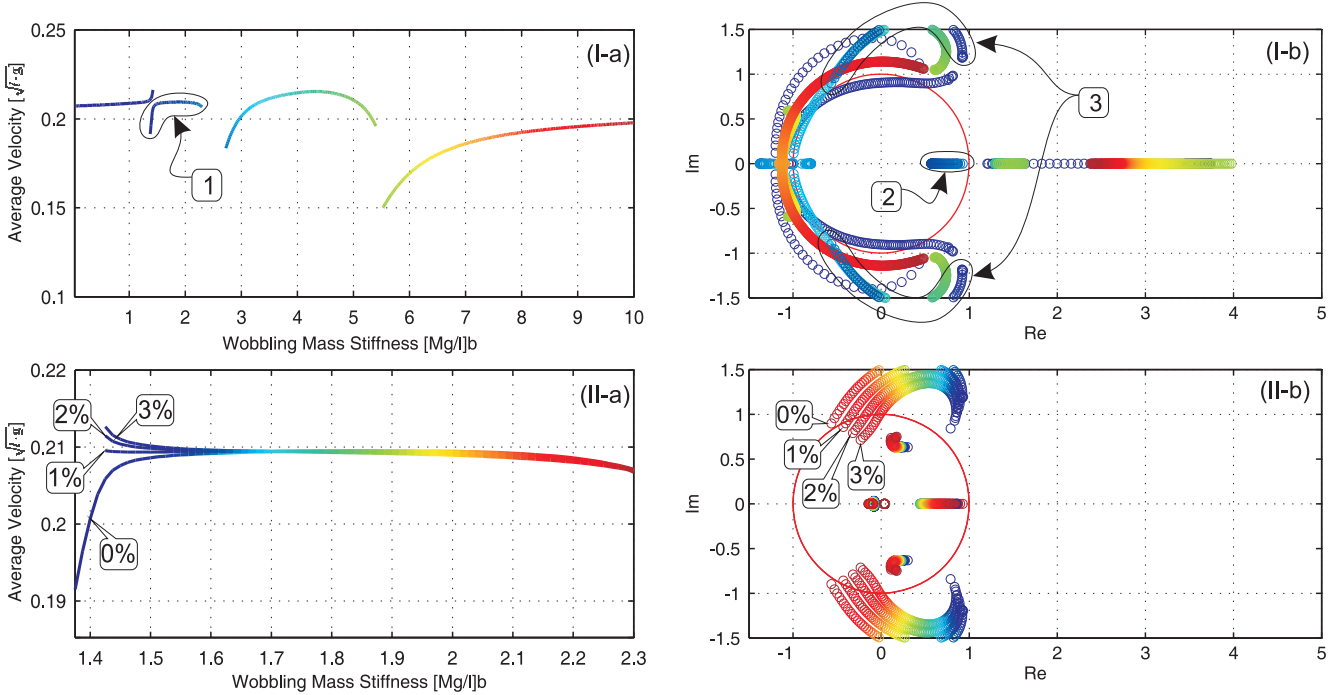 0.25
0.2
0.15
0.1
Average Velocity [√l·g]
(I-a)
1
1 2 3 4 5 6 7 8 9 10
Wobbling Mass Stiffness [Mg/l]b
1.5
1
0.5
0
-0.5
-1
-1.5
Im
(I-b)
3
2
-1 0 1 2 3 4 5
Re
0.22
0.21
0.2
0.19
Average Velocity [√l·g]
(II-a)
2%
3%
1%
0%
1.4 1.5 1.6 1.7 1.8 1.9 2 2.1 2.2 2.3
Wobbling Mass Stiffness [Mg/l]b
1.5
1
0.5
0
-0.5
-1
-1.5
Im
(II-b)
0%
1%
2%
3%
-1 0 1 2 3 4 5
Re